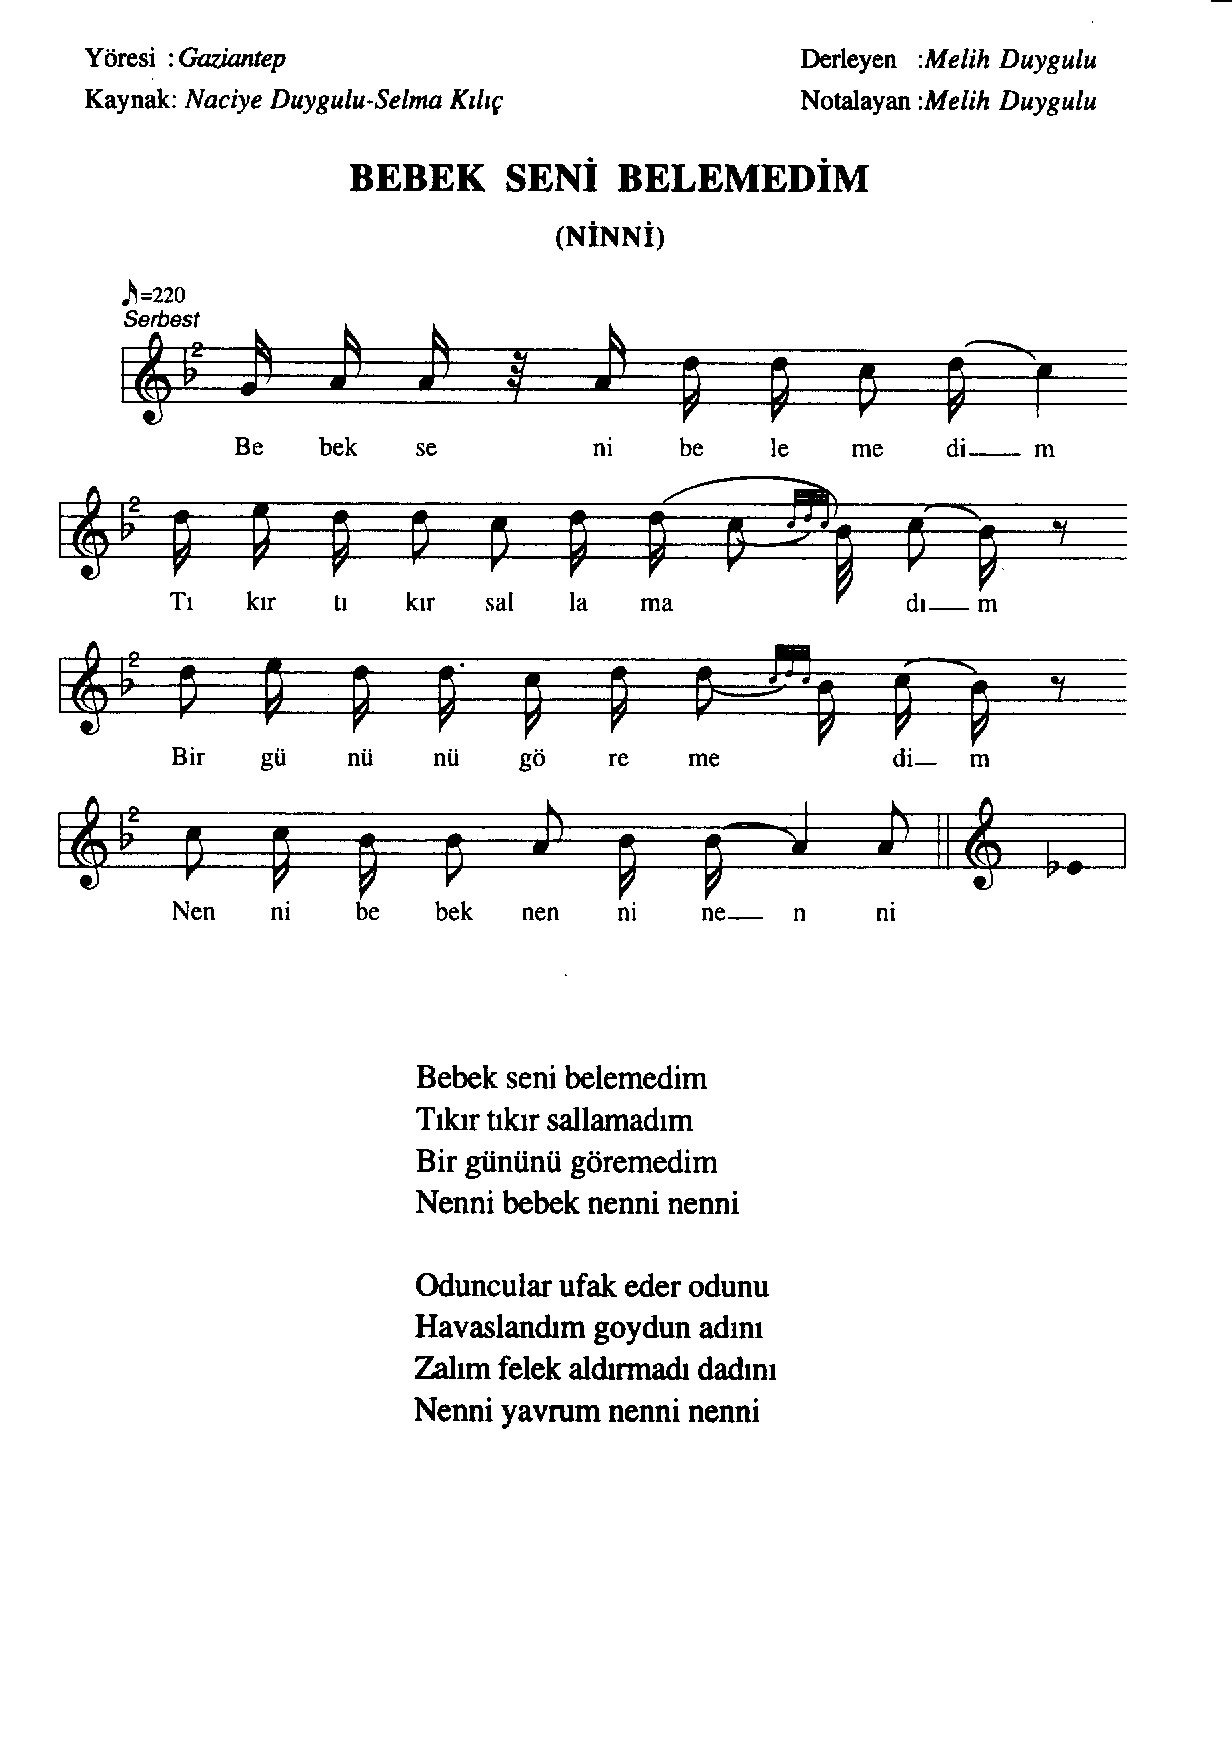 Yöresi : Gaziantep
Derleyen : Melih Duygulu
Kaynak: Naciye Duygulu-Selma Kılıç
Notalayan : Melih Duygulu
BEBEK SENİ BELEMEDİM
(NİNNİ)
♪=220
Serbest
2
Be bek se ni be le me di m
2
Tı kır tı kır sal la ma dı m
2
Bir gü nü nü gö re me di m
2
Nen ni be bek nen ni ne n ni
Bebek seni belemedim
Tıkır tıkır sallamadım
Bir gününü göremedim
Nenni bebek nenni nenni
Oduncular ufak eder odunu
Havaslandım goydun adını
Zalım felek aldırmadı dadını
Nenni yavrum nenni nenni